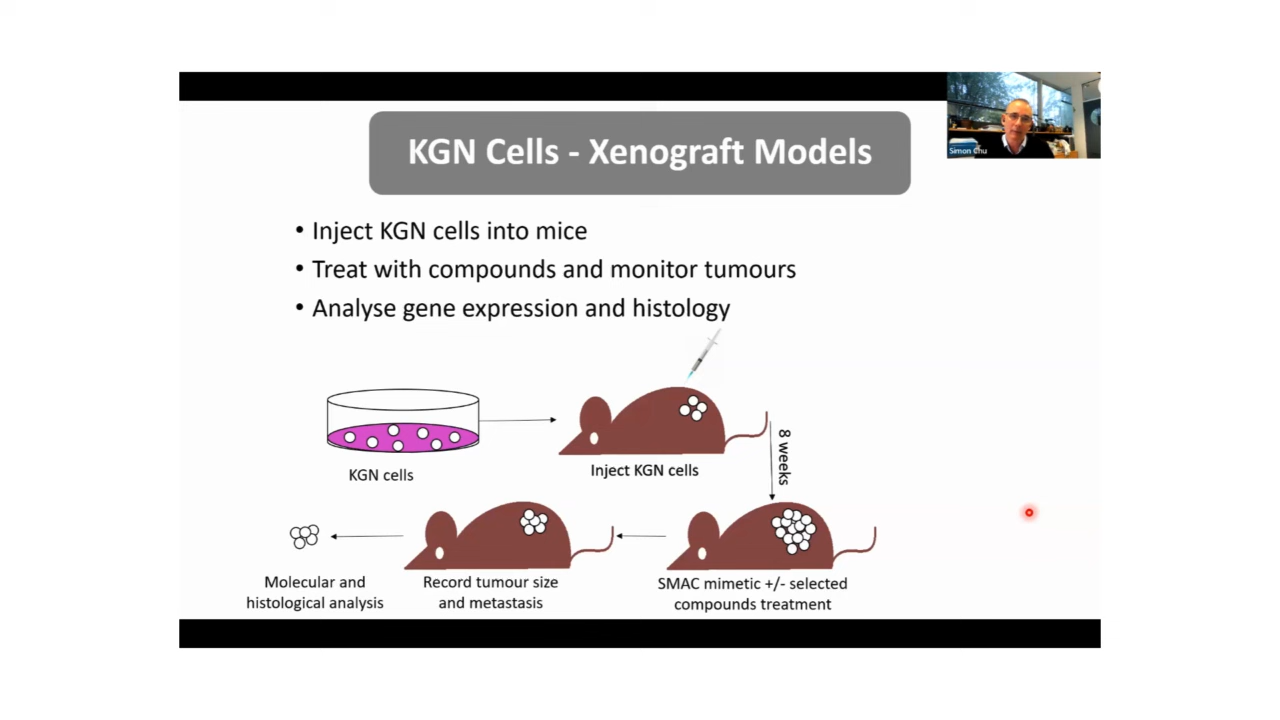 KGN Cells - Xenograft Models
Simon Chu
• Inject KGN cells into mice
• Treat with compounds and monitor tumours
• Analyse gene expression and histology
KGN cells
Inject KGN cells
8 weeks
Molecular and
histological analysis
Record tumour size
and metastasis
SMAC mimetic +/- selected
compounds treatment